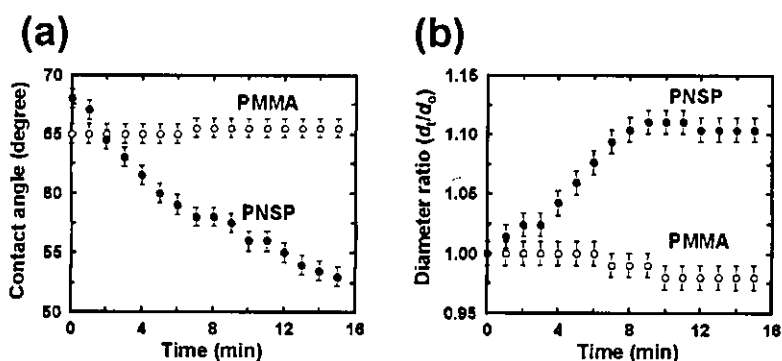 (a)
70
65
60
55
50
Contact angle (degree)
PMMA
PNSP
0 4 8 12 16
Time (min)
(b)
1.15
1.10
1.05
1.00
0.95
Diameter ratio (dt/do)
PNSP
PMMA
0 4 8 12 16
Time (min)